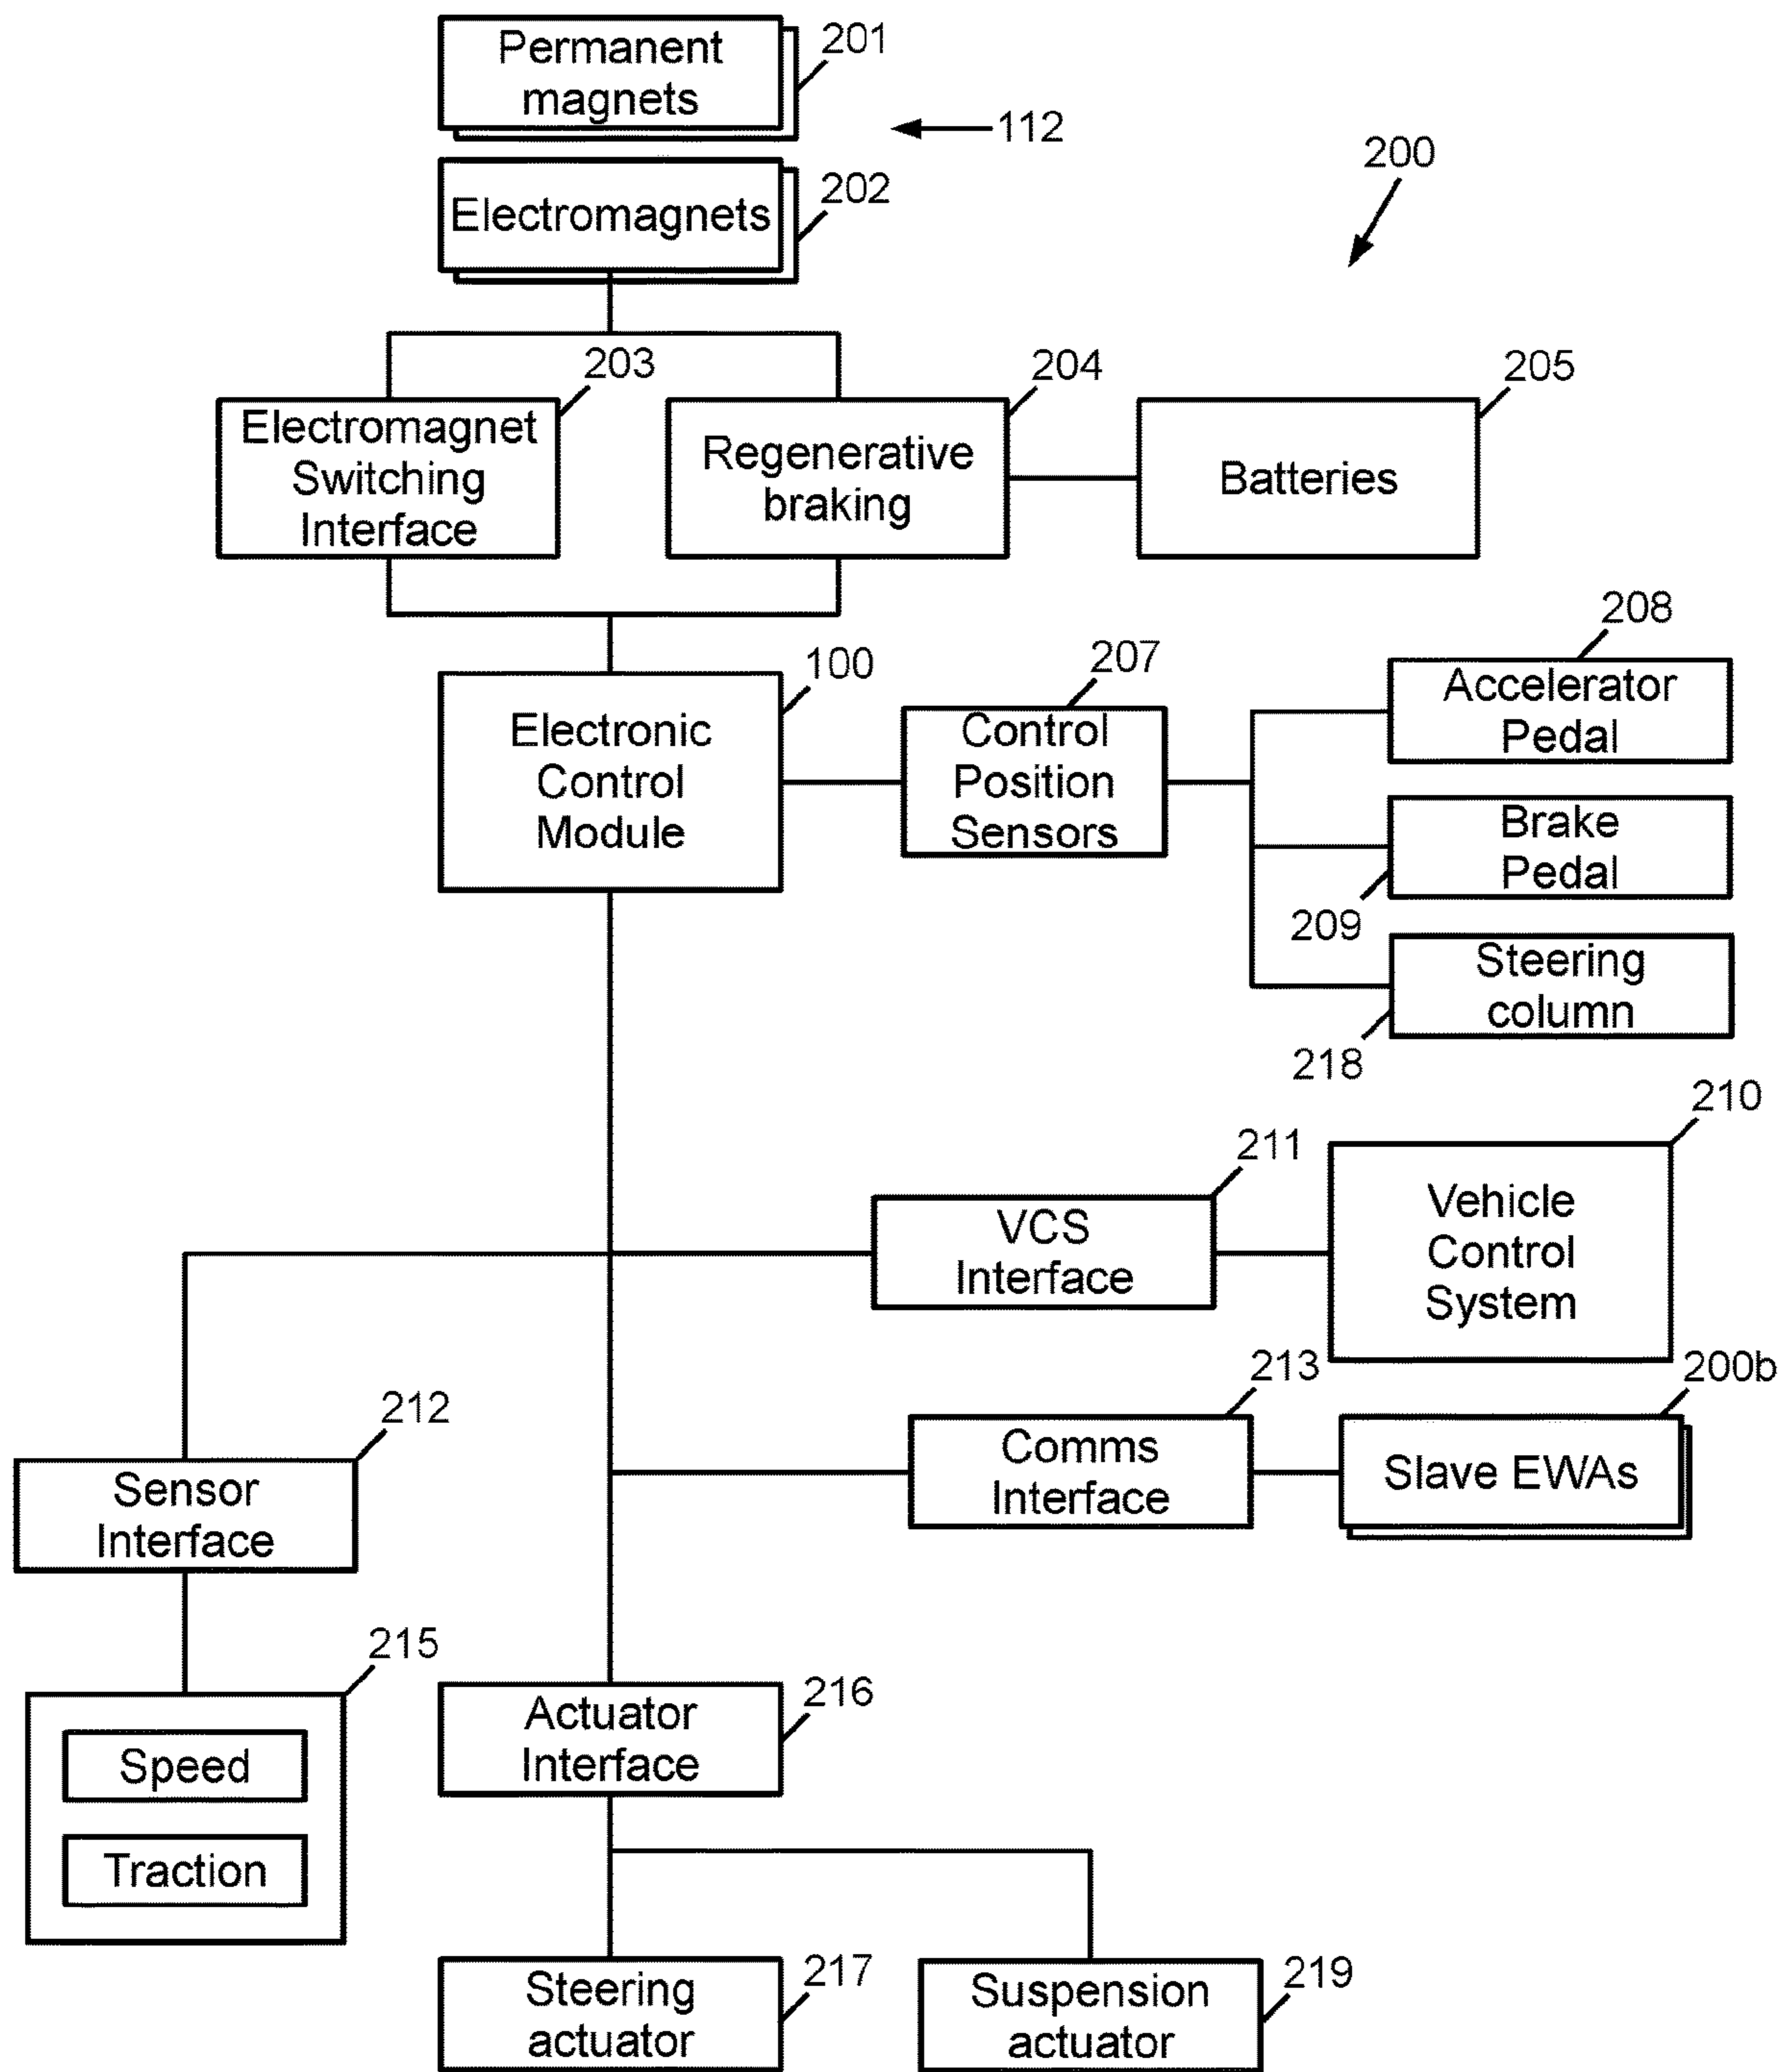 Permanent
magnets
201
112
200
Electromagnets
202
203
204
205
Electromagnet
Switching
Interface
Regenerative
braking
Batteries
208
100
207
Accelerator
Pedal
Electronic
Control
Module
Control
Position
Sensors
Brake
Pedal
209
Steering
column
218
210
211
VCS
Interface
Vehicle
Control
System
200b
213
212
Comms
Interface
Slave EWAs
Sensor
Interface
215
216
Actuator
Interface
Speed
Traction
217
219
Steering
actuator
Suspension
actuator